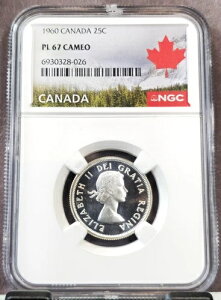 1960 CANADA 25C
PL 67 CAMEO
6930328-026
CANADA
NGC
ELIZABETH II DEI GRATIA REGINA